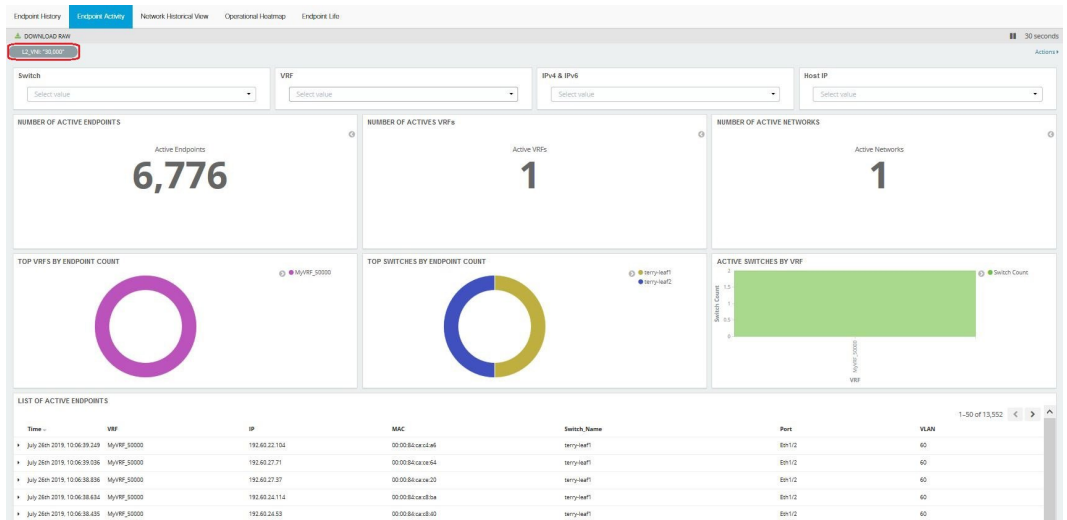 Endpoint History Endpoint Activity Network Historical View Operational Heatmap Endpoint Life
DOWNLOAD RAW 30 seconds
L2_VNI: "30,000" Actions
Switch VRF IPv4 & IPv6 Host IP
Select value Select value Select value Select value
NUMBER OF ACTIVE ENDPOINTS NUMBER OF ACTIVES VRFs NUMBER OF ACTIVE NETWORKS
Active Endpoints Active VRFs Active Networks
6,776 1 1
TOP VRFS BY ENDPOINT COUNT TOP SWITCHES BY ENDPOINT COUNT ACTIVE SWITCHES BY VRF
MyVRF_50000 terry-leaf1 Switch Count
terry-leaf2
2
1.5
1
0.5
0
Switch Count
MyVRF_50000
VRF
LIST OF ACTIVE ENDPOINTS
1–50 of 13,552
Time VRF IP MAC Switch_Name Port VLAN
July 26th 2019, 10:06:39.249 MyVRF_50000 192.60.22.104 00:00:84:ca:c4:a6 terry-leaf1 Eth1/2 60
July 26th 2019, 10:06:39.036 MyVRF_50000 192.60.27.71 00:00:84:ca:ce:64 terry-leaf1 Eth1/2 60
July 26th 2019, 10:06:38.836 MyVRF_50000 192.60.27.37 00:00:84:ca:ce:20 terry-leaf1 Eth1/2 60
July 26th 2019, 10:06:38.634 MyVRF_50000 192.60.24.114 00:00:84:ca:c8:ba terry-leaf1 Eth1/2 60
July 26th 2019, 10:06:38.435 MyVRF_50000 192.60.24.53 00:00:84:ca:c8:40 terry-leaf1 Eth1/2 60